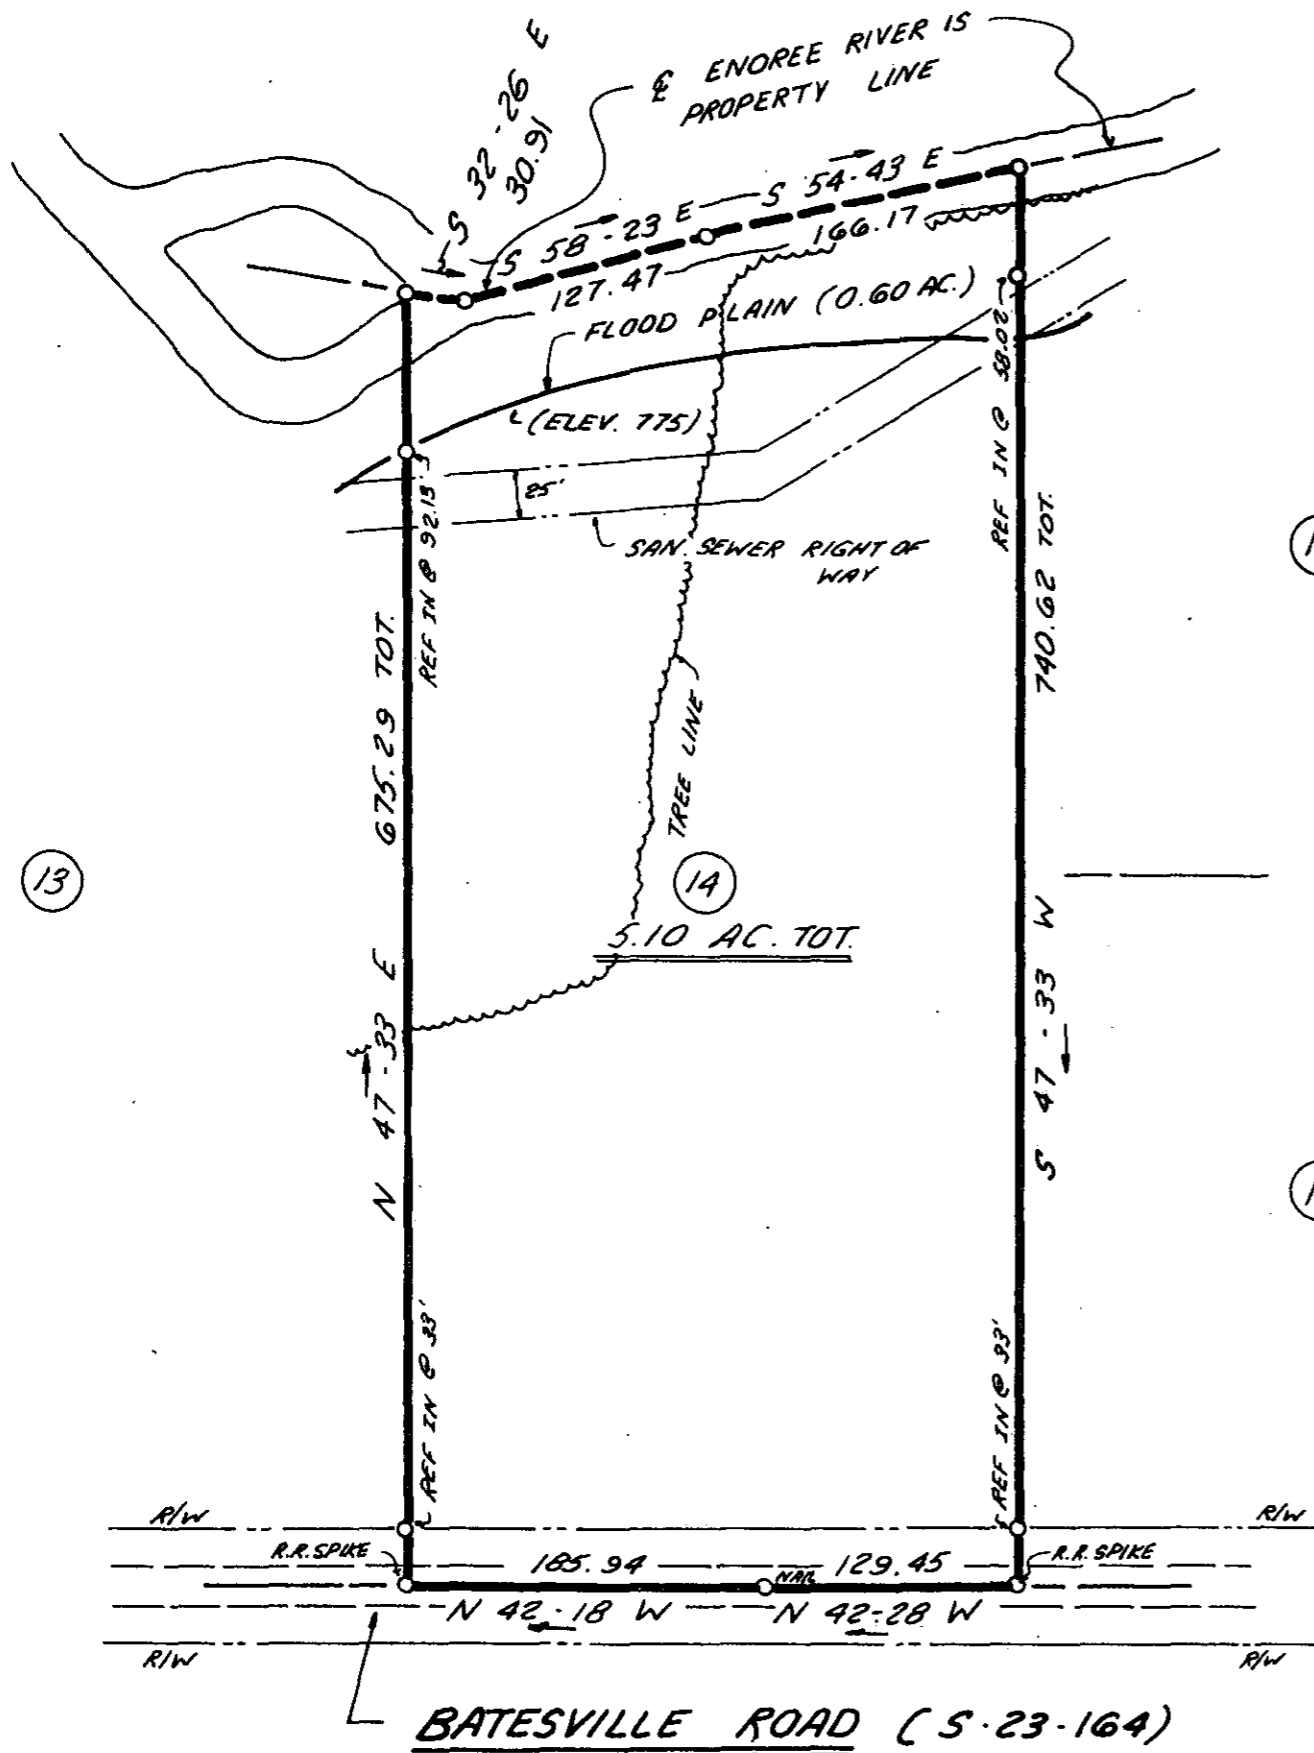 ℄ ENOREE RIVER IS
PROPERTY LINE
S 32-26 E
30.91
S 58-23 E
127.47
S 54-43 E
166.17
FLOOD PLAIN (0.60 AC.)
(ELEV. 775)
25'
SAN. SEWER RIGHT OF
WAY
REF IN @ 92.15
REF IN @ 58.02
675.29 TOT.
N 47-33 E
740.62 TOT.
S 47-33 W
TREE LINE
13
14
5.10 AC. TOT.
REF IN @ 33'
REF IN @ 33'
R/W
R/W
R.R. SPIKE
185.94
NAIL
129.45
R.R. SPIKE
N 42-18 W
N 42-28 W
R/W
R/W
BATESVILLE ROAD (S-23-164)